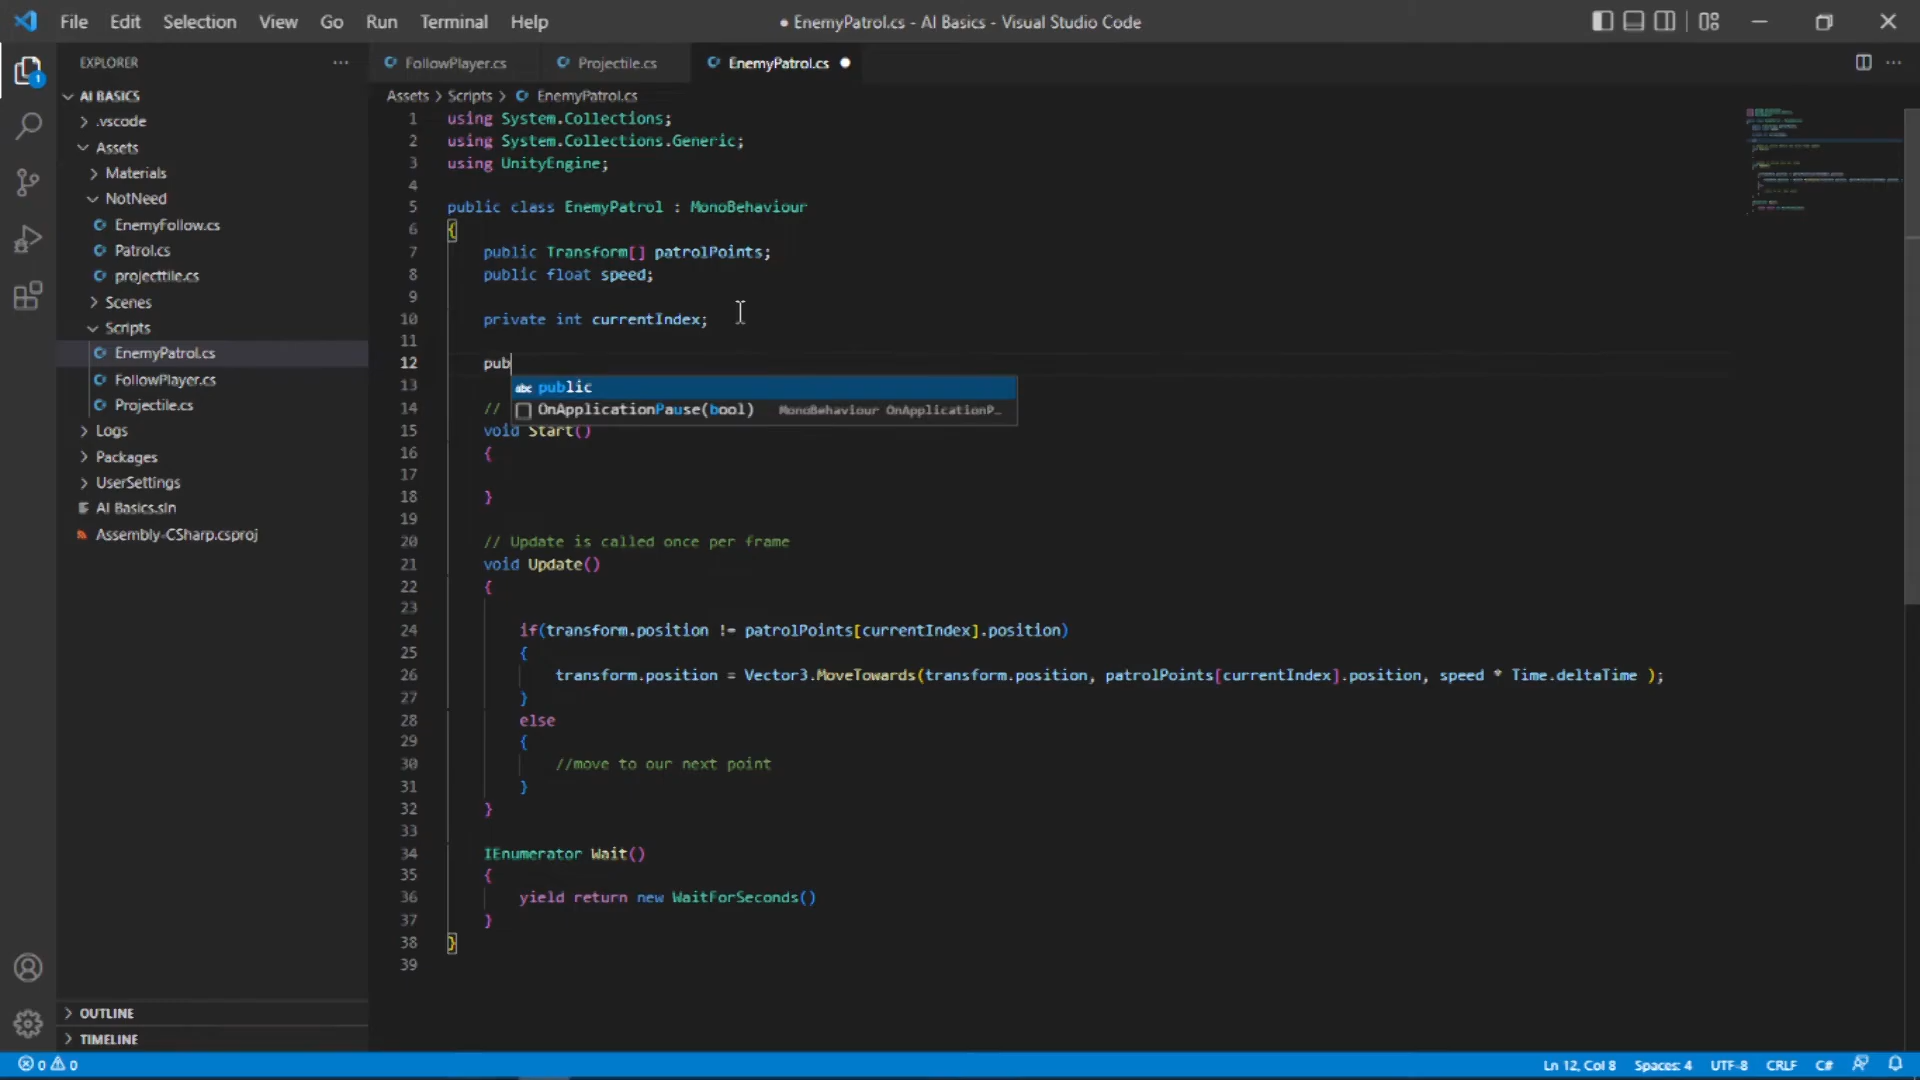 File Edit Selection View Go Run Terminal Help
● EnemyPatrol.cs - AI Basics - Visual Studio Code
EXPLORER
FollowPlayer.cs
Projectile.cs
EnemyPatrol.cs
1
AI BASICS
.vscode
Assets
Materials
NotNeed
EnemyFollow.cs
Patrol.cs
projecttile.cs
Scenes
Scripts
EnemyPatrol.cs
FollowPlayer.cs
Projectile.cs
Logs
Packages
UserSettings
AI Basics.sln
Assembly-CSharp.csproj
OUTLINE
TIMELINE
Assets > Scripts > EnemyPatrol.cs
1 using System.Collections;
2 using System.Collections.Generic;
3 using UnityEngine;
4
5 public class EnemyPatrol : MonoBehaviour
6 {
7 public Transform[] patrolPoints;
8 public float speed;
9
10 private int currentIndex;
11
12 pub
abc public
13
OnApplicationPause(bool) MonoBehaviour OnApplicationP…
14 //
15 void Start()
16 {
17
18 }
19
20 // Update is called once per frame
21 void Update()
22 {
23
24 if(transform.position != patrolPoints[currentIndex].position)
25 {
26 transform.position = Vector3.MoveTowards(transform.position, patrolPoints[currentIndex].position, speed * Time.deltaTime );
27 }
28 else
29 {
30 //move to our next point
31 }
32 }
33
34 IEnumerator Wait()
35 {
36 yield return new WaitForSeconds()
37 }
38 }
39
0 0 Ln 12, Col 8 Spaces: 4 UTF-8 CRLF C#